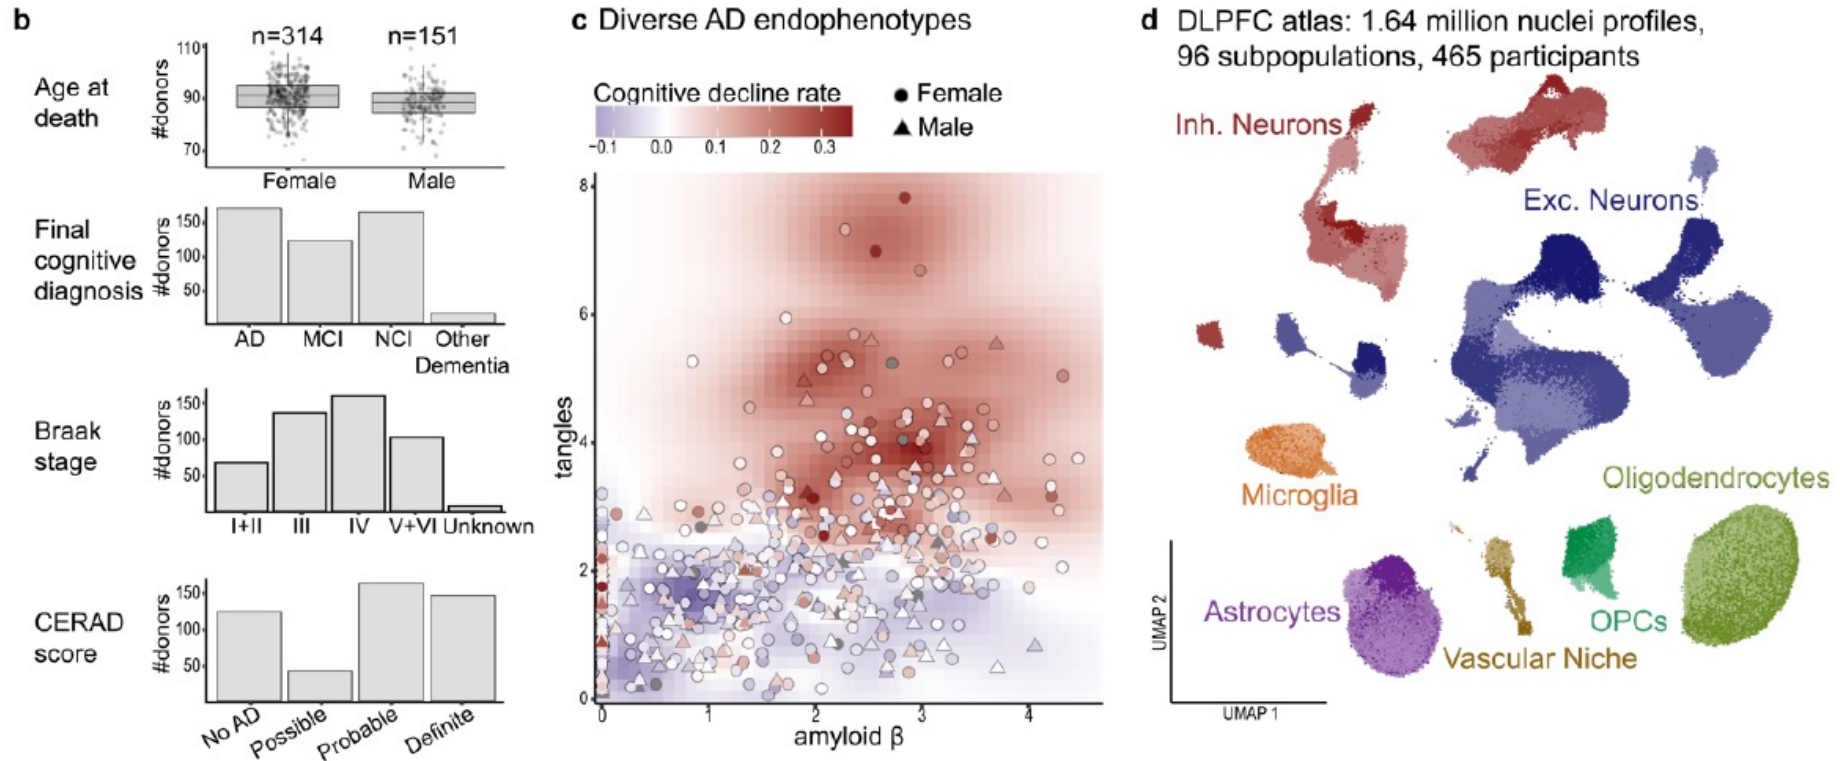 b
n=314 n=151
Age at
death
#donors
110
90
70
Female Male
Final
cognitive
diagnosis
#donors
150
100
50
AD MCI NCI Other
Dementia
Braak
stage
#donors
150
100
50
I+II III IV V+VI Unknown
CERAD
score
#donors
150
100
50
No AD Possible Probable Definite
c Diverse AD endophenotypes
Cognitive decline rate
−0.1 0.0 0.1 0.2 0.3
Female
Male
tangles
8
6
4
2
0
0 1 2 3 4
amyloid β
d DLPFC atlas: 1.64 million nuclei profiles,
96 subpopulations, 465 participants
Inh. Neurons
Exc. Neurons
Microglia
Oligodendrocytes
Astrocytes
OPCs
Vascular Niche
UMAP 2
UMAP 1